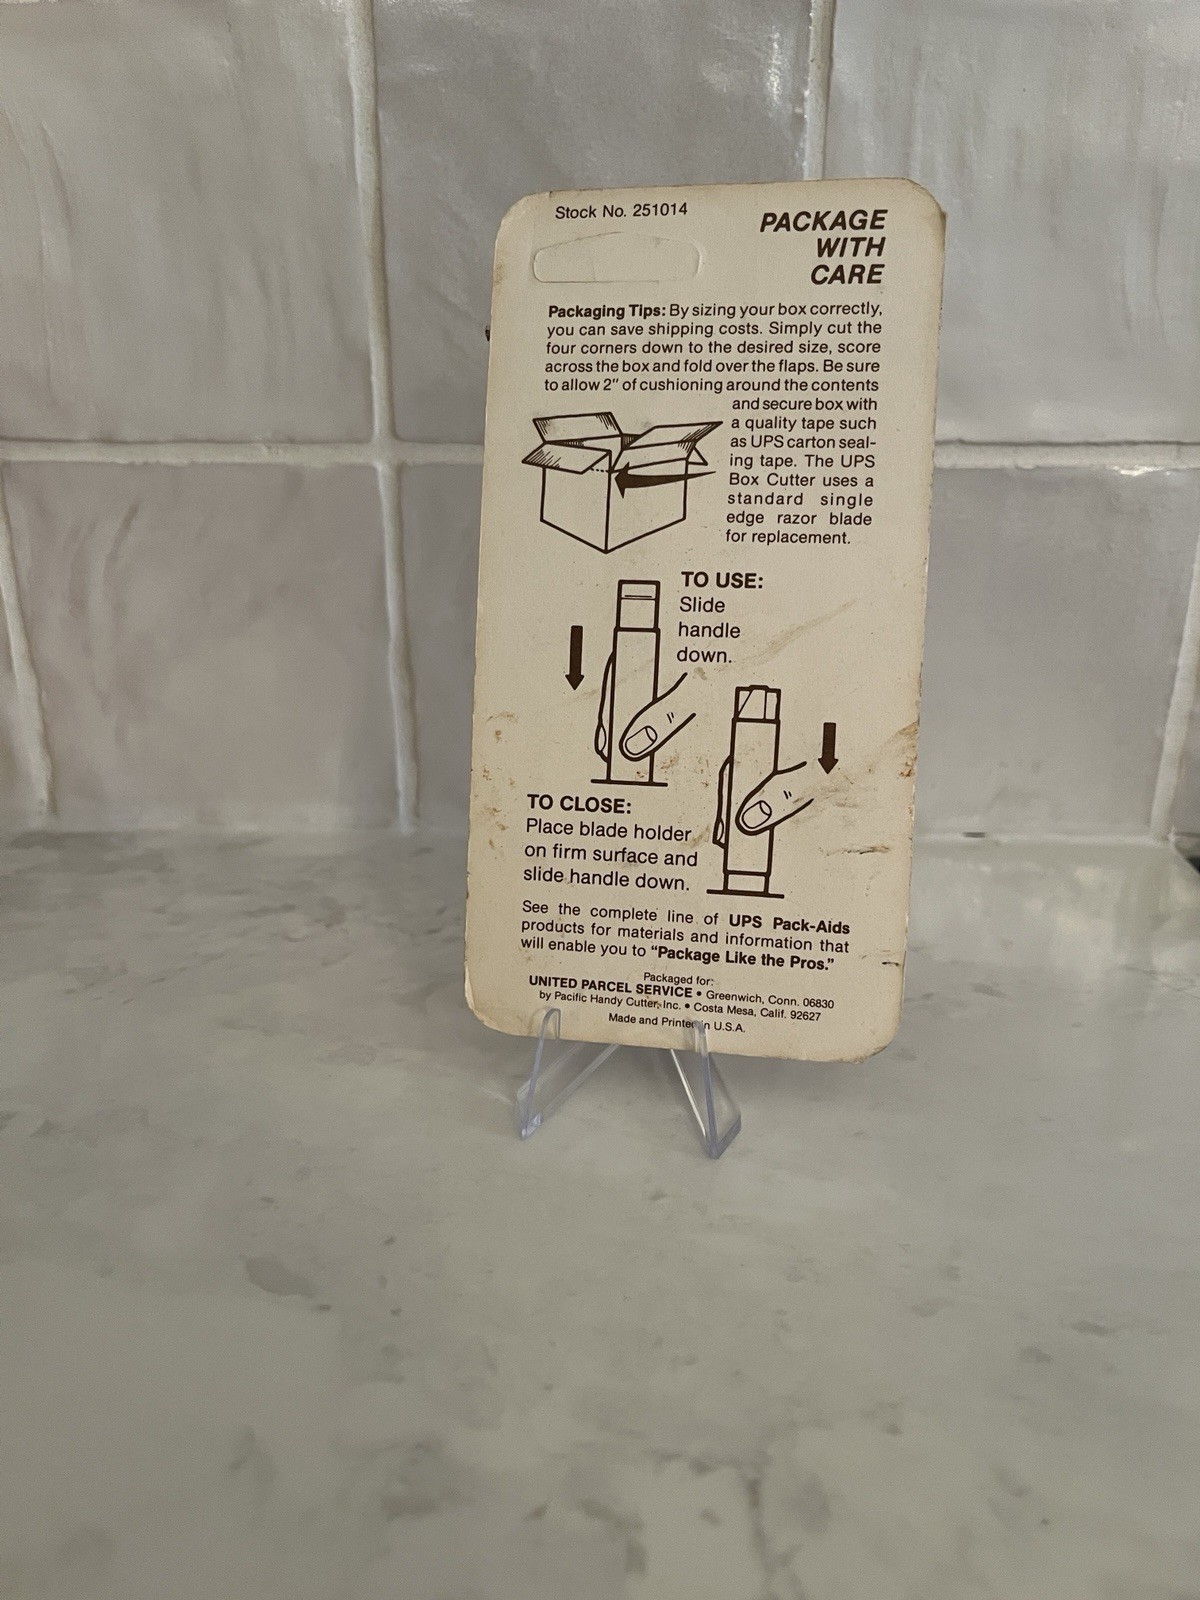 Stock No. 251014
PACKAGE
WITH
CARE
Packaging Tips: By sizing your box correctly,
you can save shipping costs. Simply cut the
four corners down to the desired size, score
across the box and fold over the flaps. Be sure
to allow 2" of cushioning around the contents
and secure box with
a quality tape such
as UPS carton seal-
ing tape. The UPS
Box Cutter uses a
standard single
edge razor blade
for replacement.
TO USE:
Slide
handle
down.
TO CLOSE:
Place blade holder
on firm surface and
slide handle down.
See the complete line of UPS Pack-Aids
products for materials and information that
will enable you to “Package Like the Pros.”
Packaged for:
UNITED PARCEL SERVICE • Greenwich, Conn. 06830
by Pacific Handy Cutter, Inc. • Costa Mesa, Calif. 92627
Made and Printed in U.S.A.